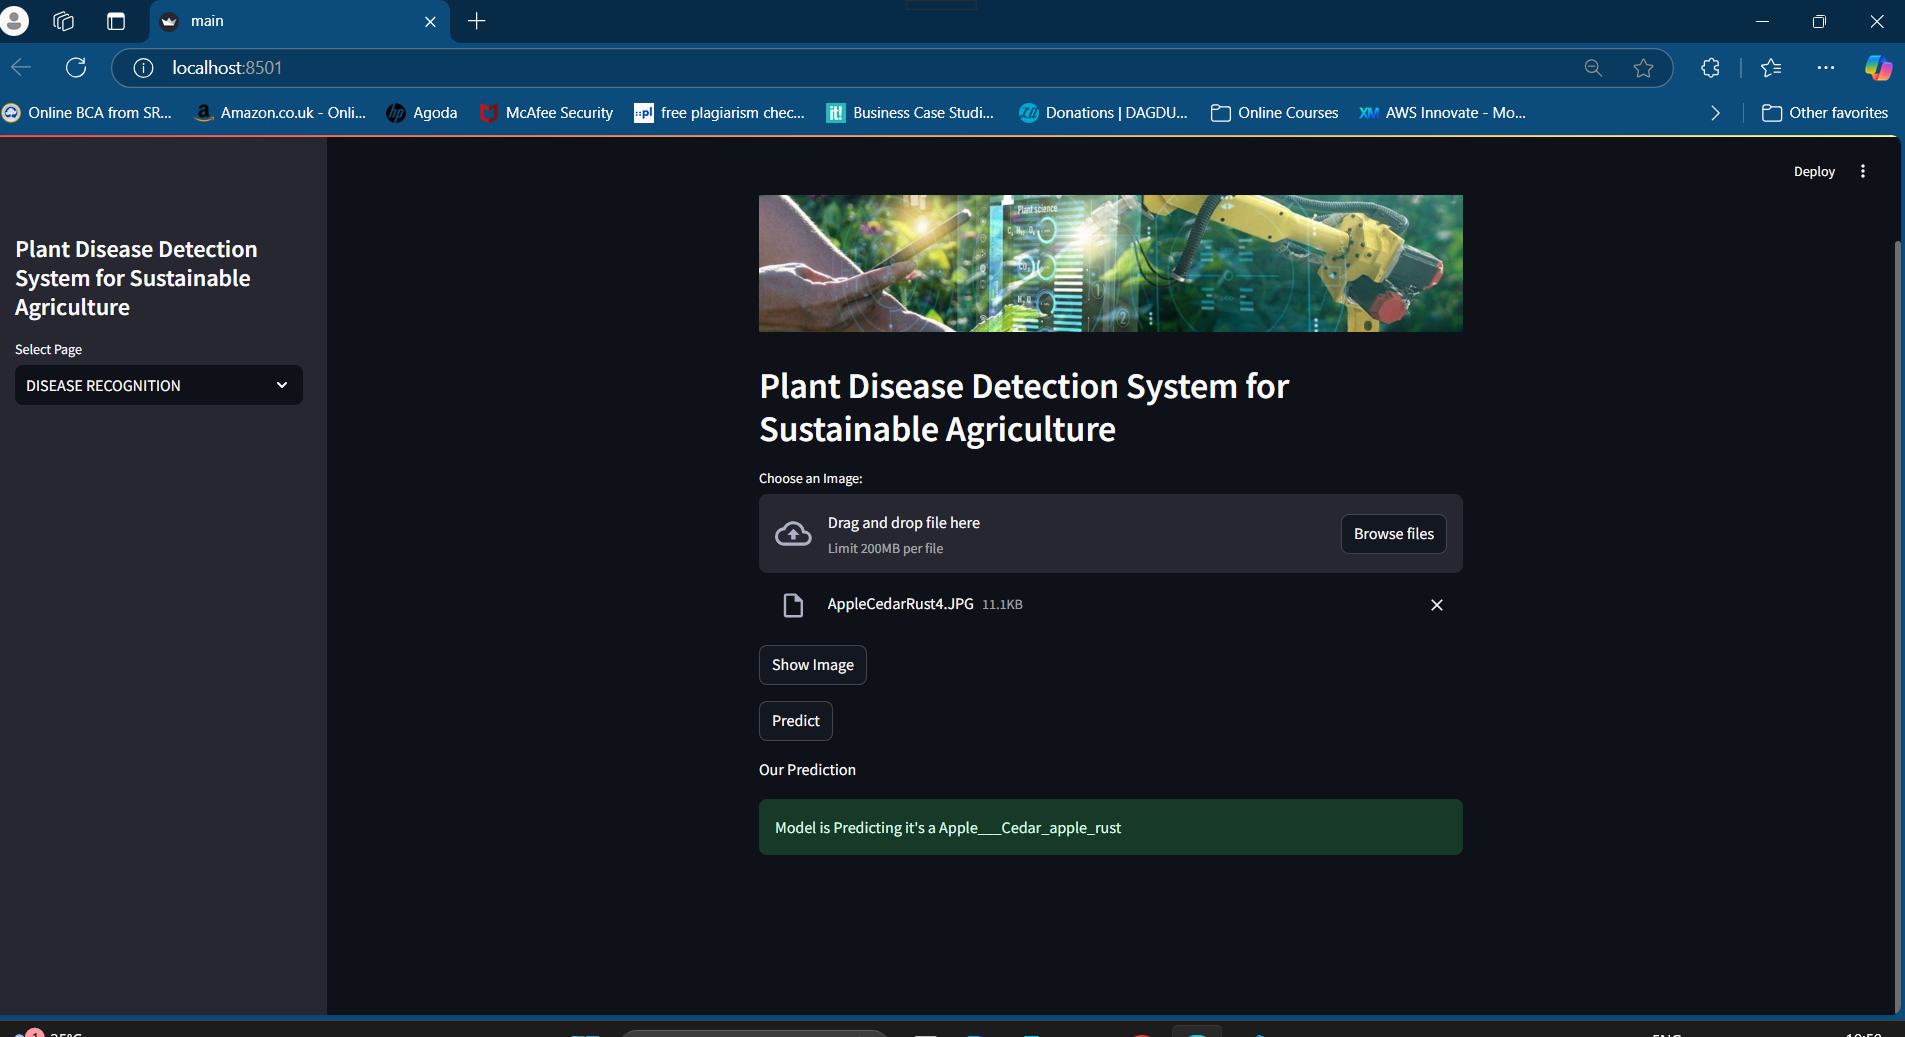 main
localhost:8501
Online BCA from SR...
Amazon.co.uk - Onli...
Agoda
McAfee Security
free plagiarism chec...
Business Case Studi...
Donations | DAGDU...
Online Courses
AWS Innovate - Mo...
Other favorites
Deploy
Plant science
Plant Disease Detection
System for Sustainable
Agriculture
Select Page
DISEASE RECOGNITION
Plant Disease Detection System for
Sustainable Agriculture
Choose an Image:
Drag and drop file here
Limit 200MB per file
Browse files
AppleCedarRust4.JPG 11.1KB
Show Image
Predict
Our Prediction
Model is Predicting it's a Apple___Cedar_apple_rust